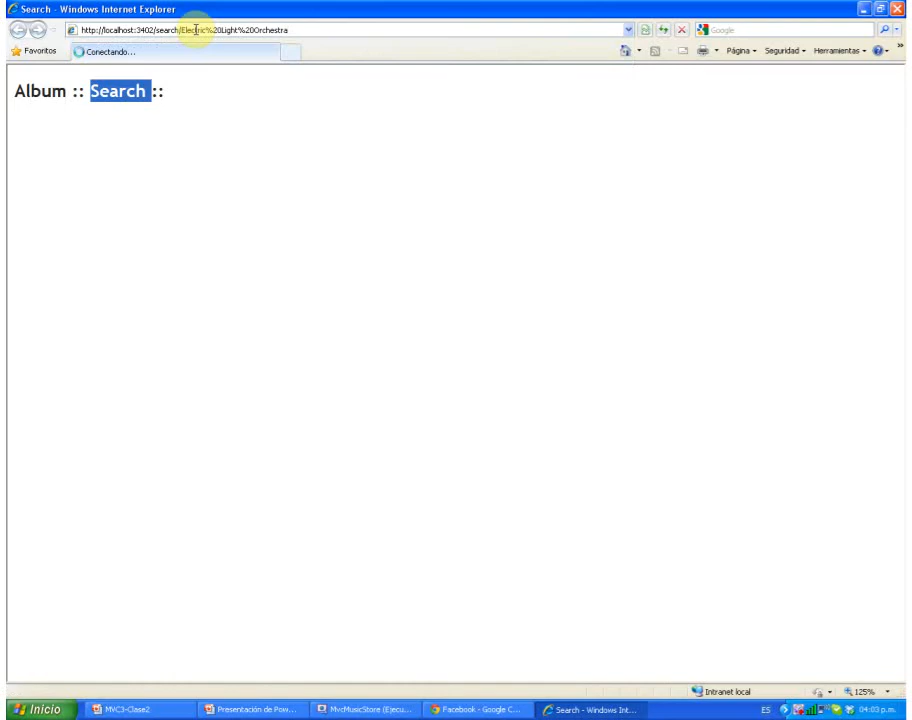 Search - Windows Internet Explorer
http://localhost:3402/search/Electric%20Light%20Orchestra
Google
Favoritos
Conectando...
Página
Seguridad
Herramientas
Album :: Search ::
Intranet local
125%
Inicio
MVC3-Clase2
Presentación de Pow...
MvcMusicStore (Ejecu...
Facebook - Google C...
Search - Windows Int...
ES
04:03 p.m.